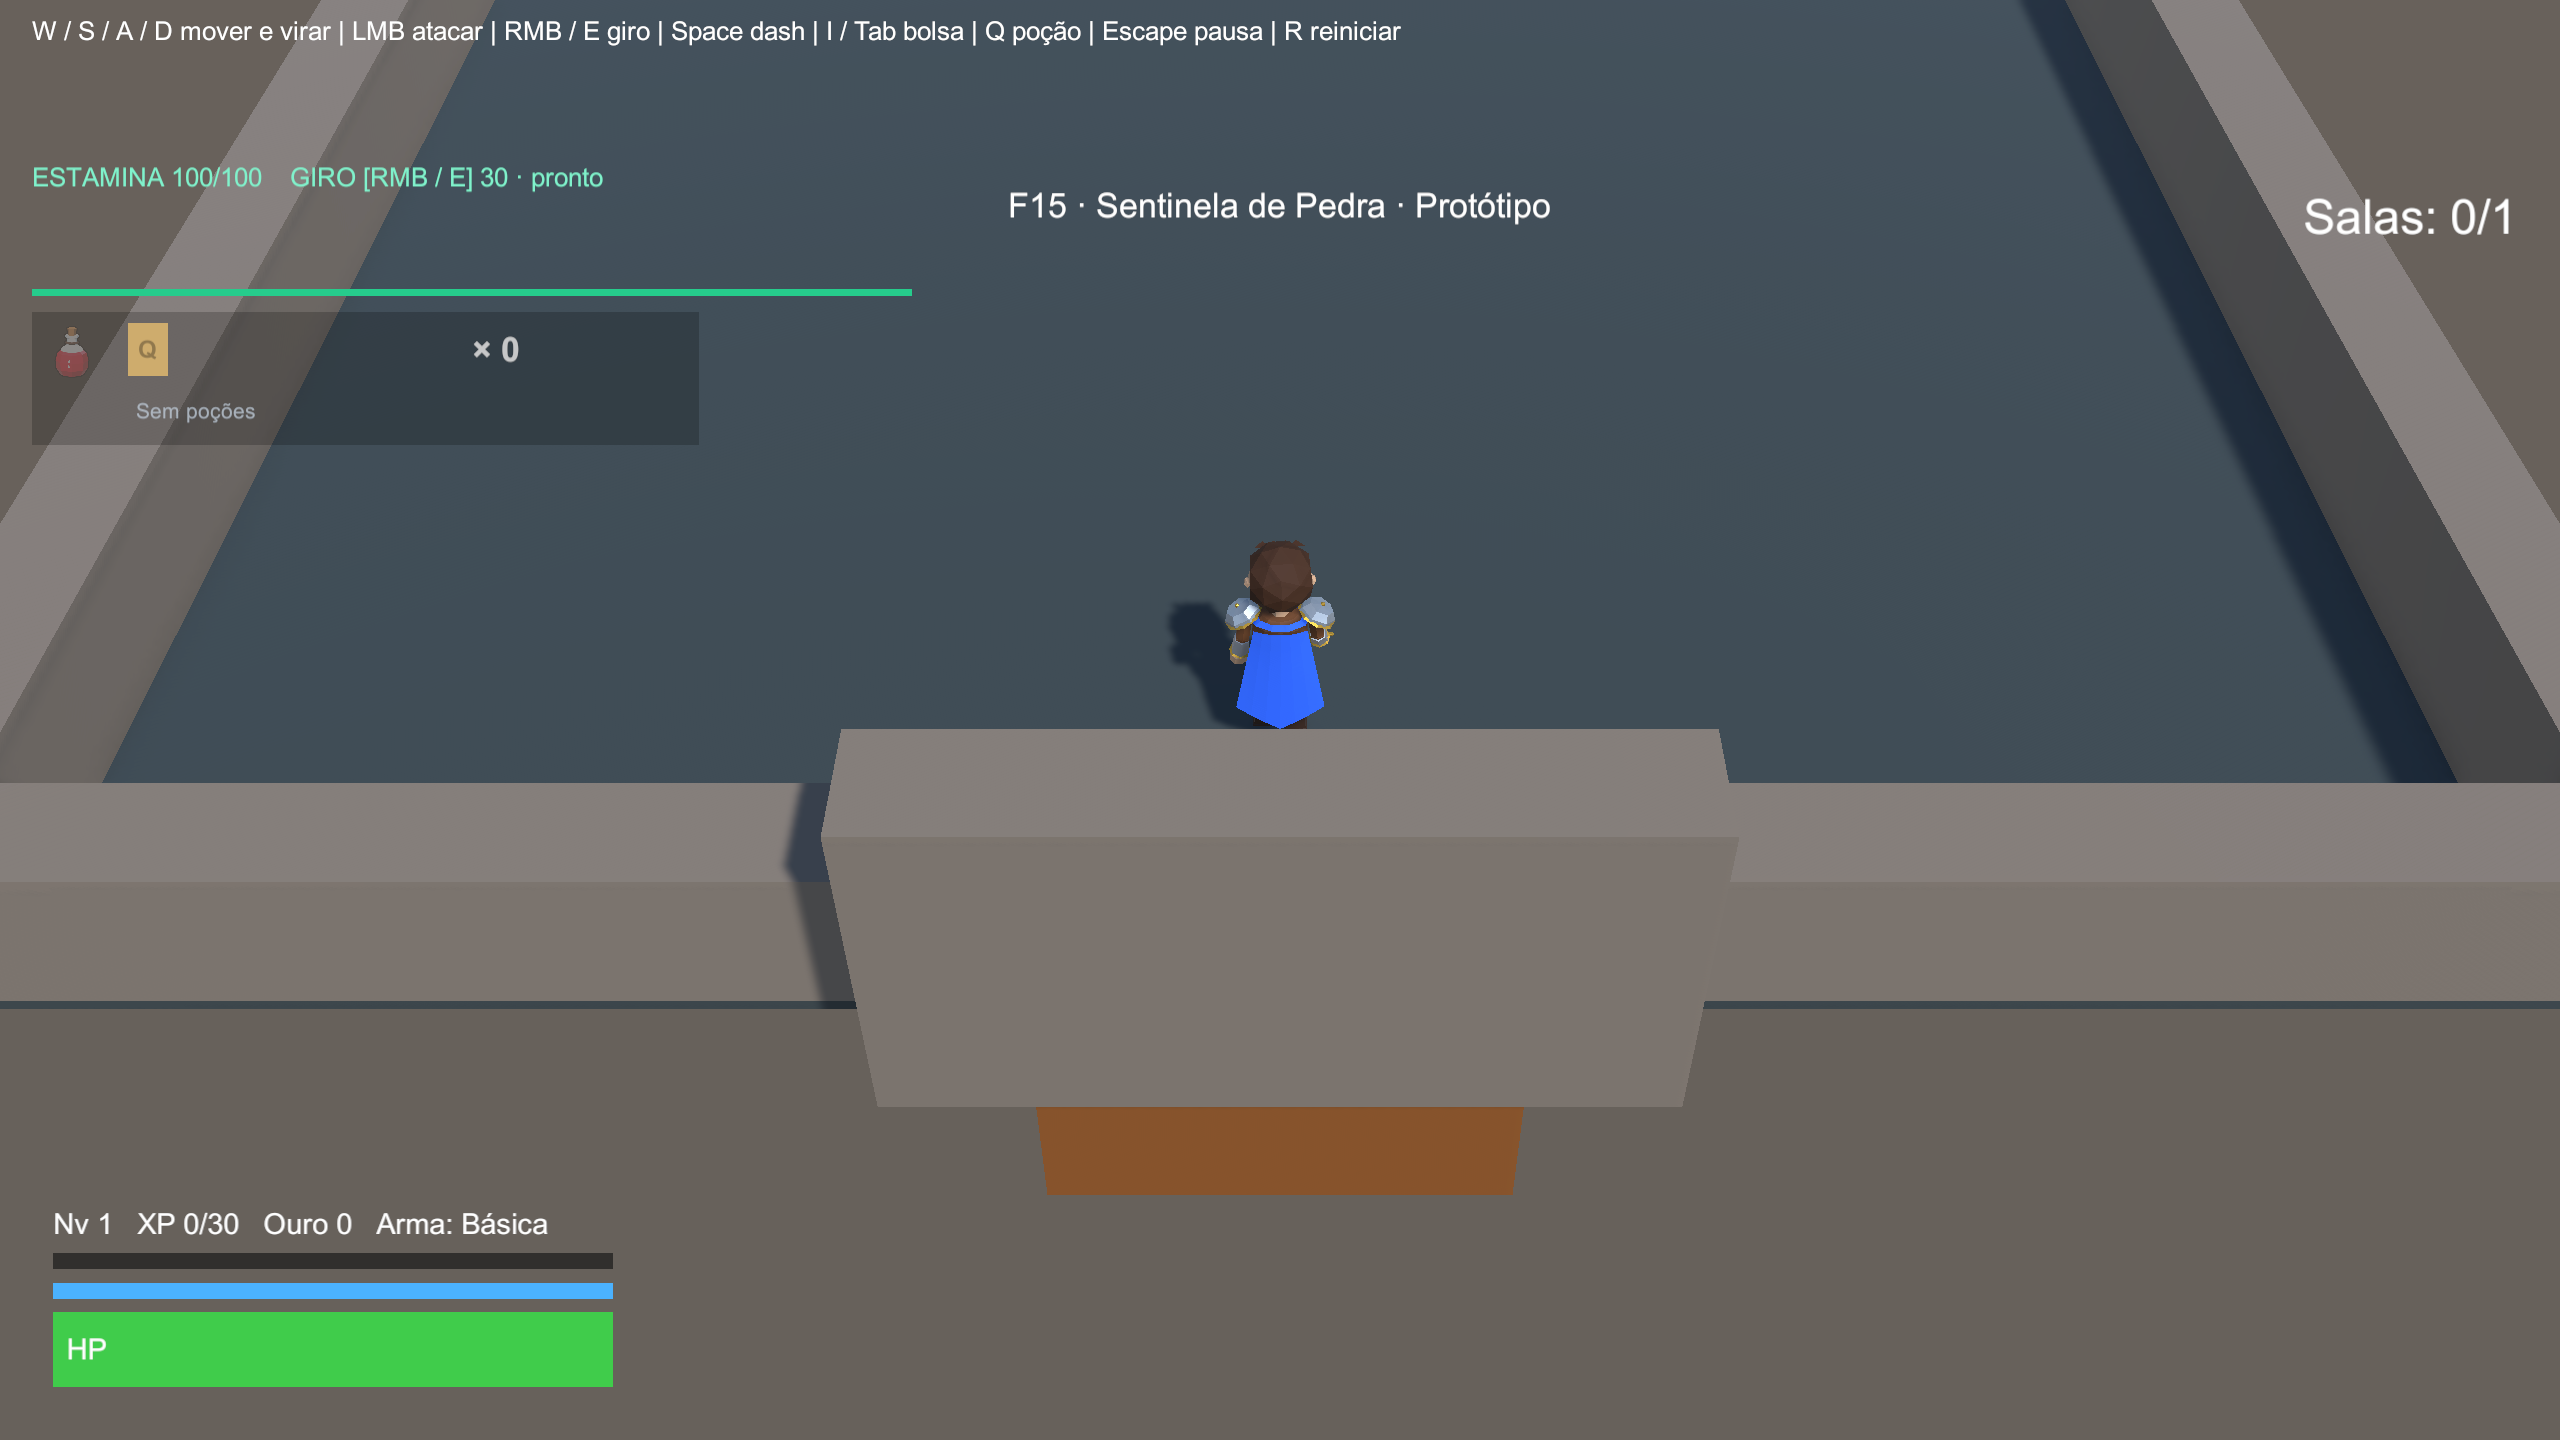 W / S / A / D mover e virar | LMB atacar | RMB / E giro | Space dash | I / Tab bolsa | Q poção | Escape pausa | R reiniciar
ESTAMINA 100/100 GIRO [RMB / E] 30 · pronto
F15 · Sentinela de Pedra · Protótipo
Salas: 0/1
Q × 0
Sem poções
Nv 1 XP 0/30 Ouro 0 Arma: Básica
HP